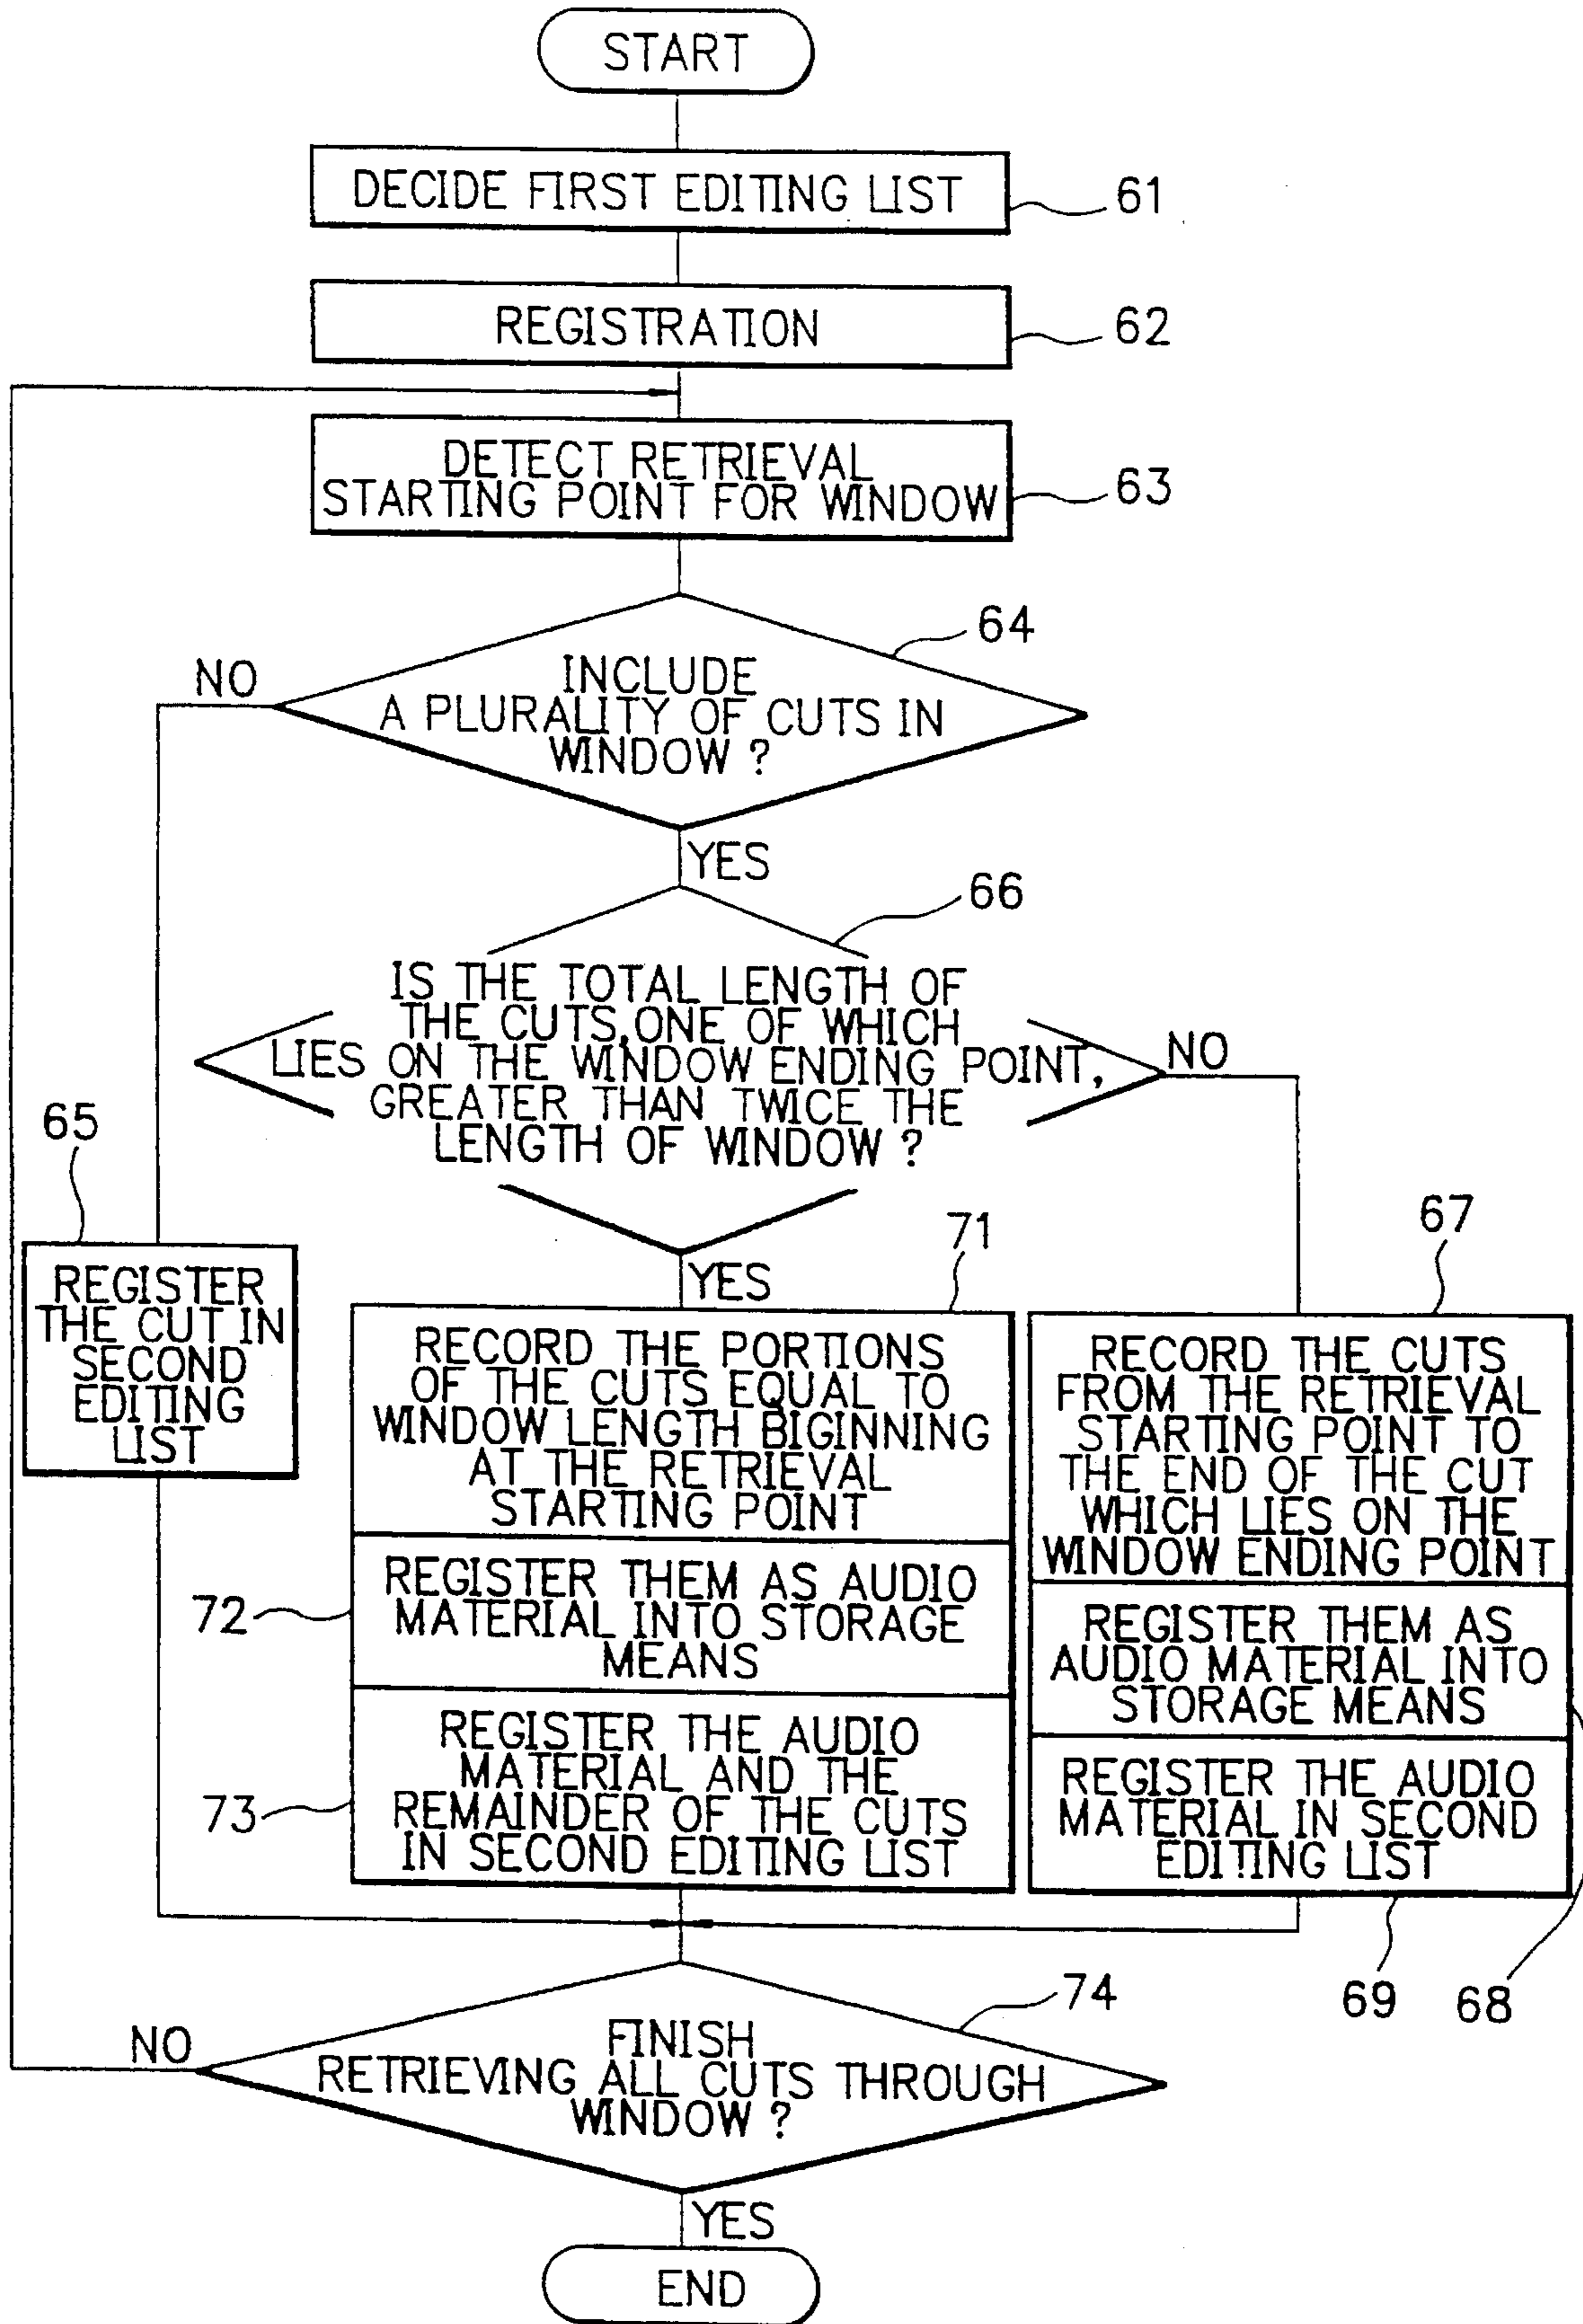 START
DECIDE FIRST EDITING LIST
61
REGISTRATION
62
DETECT RETRIEVAL
STARTING POINT FOR WINDOW
63
64
NO
INCLUDE
A PLURALITY OF CUTS IN
WINDOW ?
YES
66
IS THE TOTAL LENGTH OF
THE CUTS, ONE OF WHICH
LIES ON THE WINDOW ENDING POINT,
GREATER THAN TWICE THE
LENGTH OF WINDOW ?
NO
65
REGISTER
THE CUT IN
SECOND
EDITING
LIST
YES
71
RECORD THE PORTIONS
OF THE CUTS EQUAL TO
WINDOW LENGTH BIGINNING
AT THE RETRIEVAL
STARTING POINT
72
REGISTER THEM AS AUDIO
MATERIAL INTO STORAGE
MEANS
73
REGISTER THE AUDIO
MATERIAL AND THE
REMAINDER OF THE CUTS
IN SECOND EDITING LIST
67
RECORD THE CUTS
FROM THE RETRIEVAL
STARTING POINT TO
THE END OF THE CUT
WHICH LIES ON THE
WINDOW ENDING POINT
REGISTER THEM AS
AUDIO MATERIAL INTO
STORAGE MEANS
REGISTER THE AUDIO
MATERIAL IN SECOND
EDITING LIST
69
68
74
NO
FINISH
RETRIEVING ALL CUTS THROUGH
WINDOW ?
YES
END